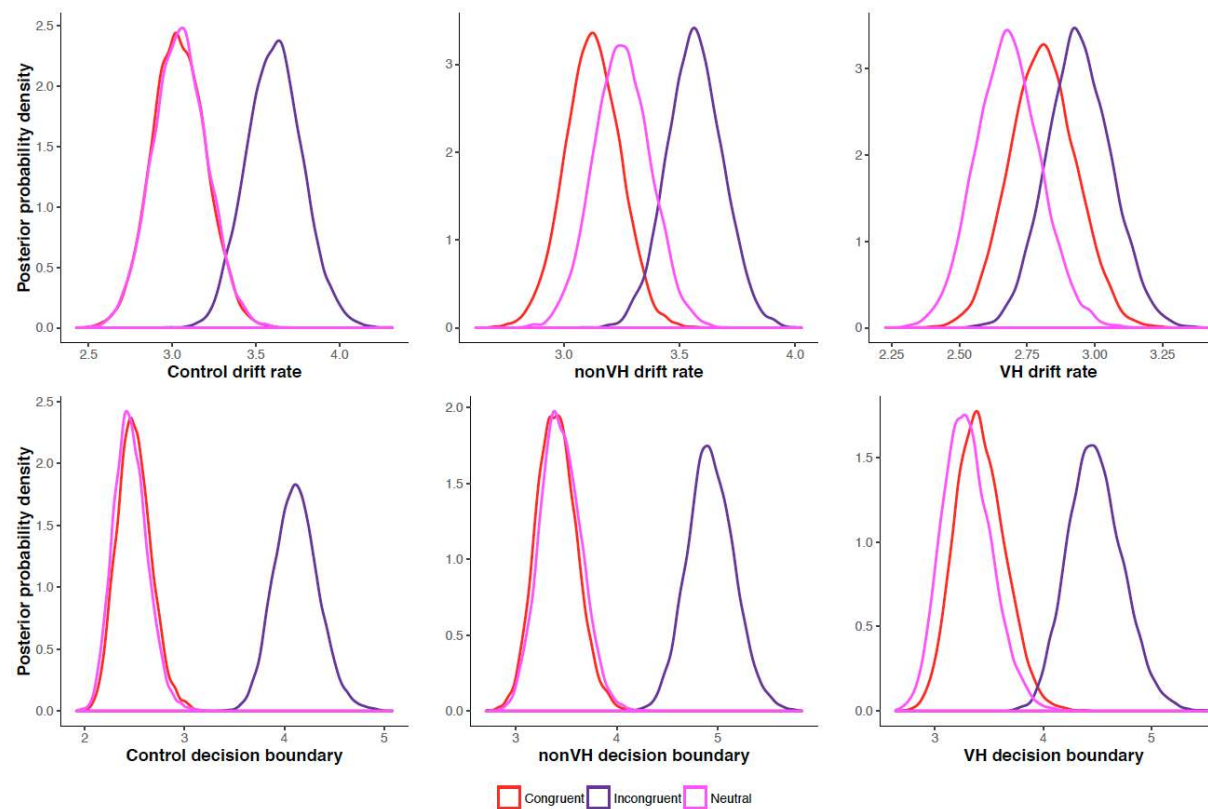 Posterior probability density
2.5
2.0
1.5
1.0
0.5
0.0
2.5 3.0 3.5 4.0
Control drift rate
3
2
1
0
3.0 3.5 4.0
nonVH drift rate
3
2
1
0
2.25 2.50 2.75 3.00 3.25
VH drift rate
Posterior probability density
2.5
2.0
1.5
1.0
0.5
0.0
2 3 4 5
Control decision boundary
2.0
1.5
1.0
0.5
0.0
3 4 5
nonVH decision boundary
1.5
1.0
0.5
0.0
3 4 5
VH decision boundary
Congruent Incongruent Neutral